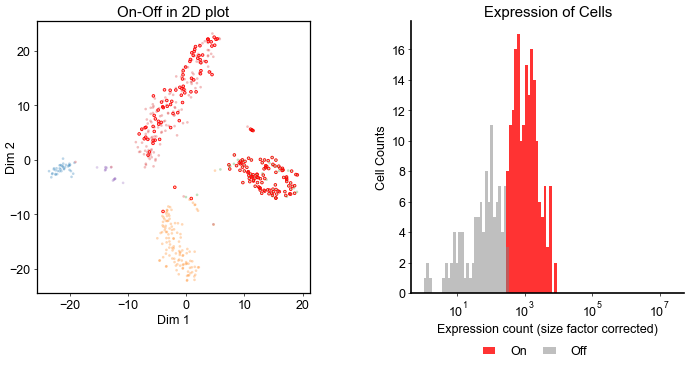 On-Off in 2D plot
Dim 2
20
10
0
−10
−20
−20 −10 0 10 20
Dim 1
Expression of Cells
Cell Counts
16
14
12
10
8
6
4
2
0
10^1 10^3 10^5 10^7
Expression count (size factor corrected)
On Off